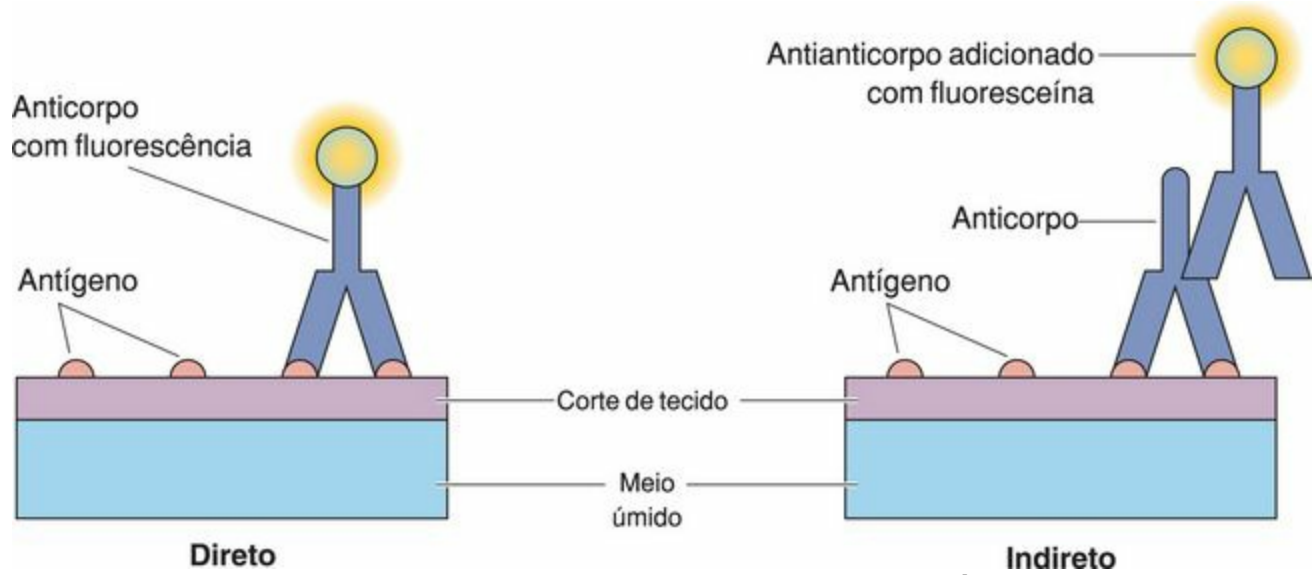 Anticorpo
com fluorescência
Antígeno
Direto
Corte de tecido
Meio
úmido
Antianticorpo adicionado
com fluoresceína
Anticorpo
Antígeno
Indireto